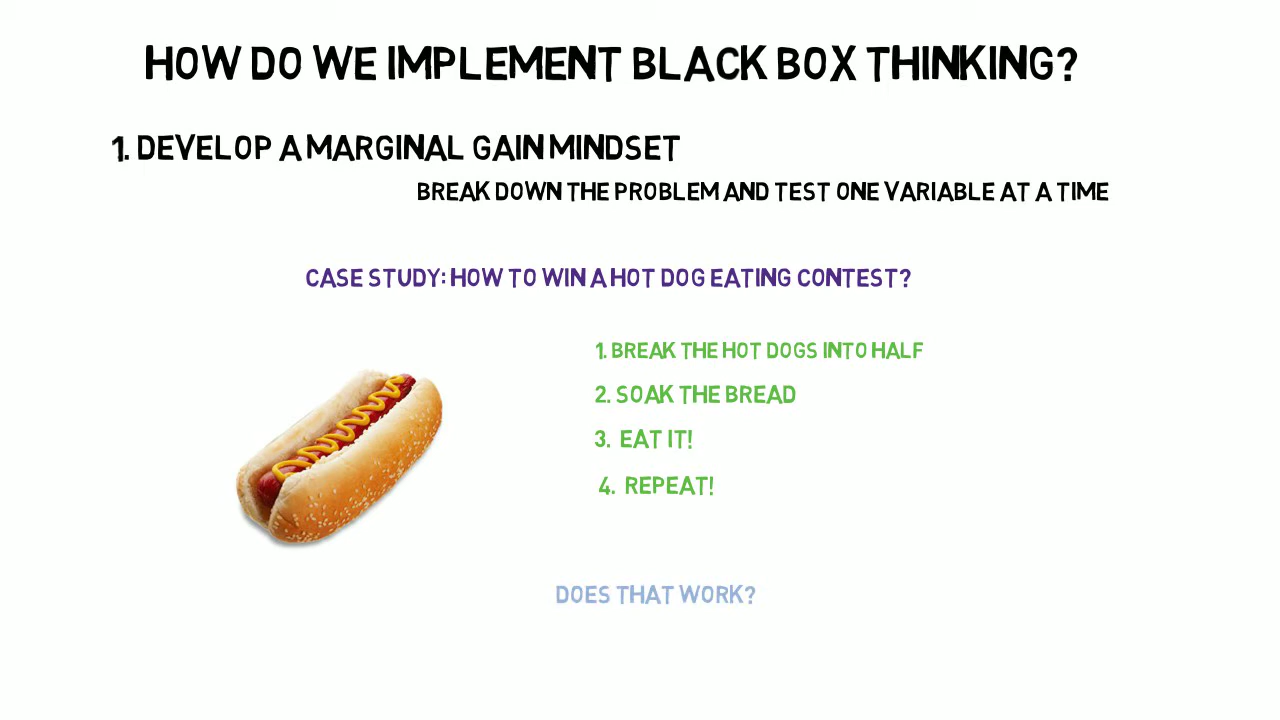 HOW DO WE IMPLEMENT BLACK BOX THINKING?
1. DEVELOP A MARGINAL GAIN MINDSET
BREAK DOWN THE PROBLEM AND TEST ONE VARIABLE AT A TIME
CASE STUDY: HOW TO WIN A HOT DOG EATING CONTEST?
1. BREAK THE HOT DOGS INTO HALF
2. SOAK THE BREAD
3. EAT IT!
4. REPEAT!
DOES THAT WORK?